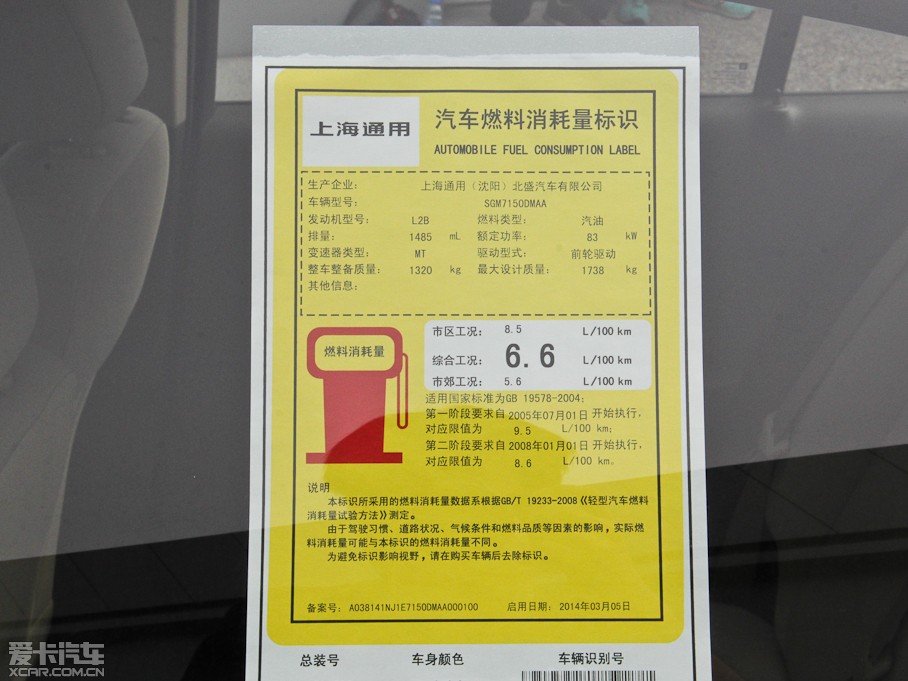 上海通用
汽车燃料消耗量标识
AUTOMOBILE FUEL CONSUMPTION LABEL
生产企业: 上海通用（沈阳）北盛汽车有限公司
车辆型号: SGM7150DMAA
发动机型号: L2B 燃料类型: 汽油
排量: 1485 mL 额定功率: 83 kW
变速器类型: MT 驱动型式: 前轮驱动
整车整备质量: 1320 kg 最大设计质量: 1738 kg
其他信息:
燃料消耗量
市区工况: 8.5 L/100 km
综合工况: 6.6 L/100 km
市郊工况: 5.6 L/100 km
适用国家标准为GB 19578-2004;
第一阶段要求自2005年07月01日开始执行,
对应限值为 9.5 L/100 km;
第二阶段要求自2008年01月01日开始执行,
对应限值为 8.6 L/100 km。
说明
本标识所采用的燃料消耗量数据系根据GB/T 19233-2008《轻型汽车燃料
消耗量试验方法》测定。
由于驾驶习惯、道路状况、气候条件和燃料品质等因素的影响，实际燃
料消耗量可能与本标识的燃料消耗量不同。
为避免标识影响视野，请在购买车辆后去除标识。
备案号: A038141NJ1E7150DMAA000100 启用日期: 2014年03月05日
总装号 车身颜色 车辆识别号
爱卡汽车
XCAR.COM.CN